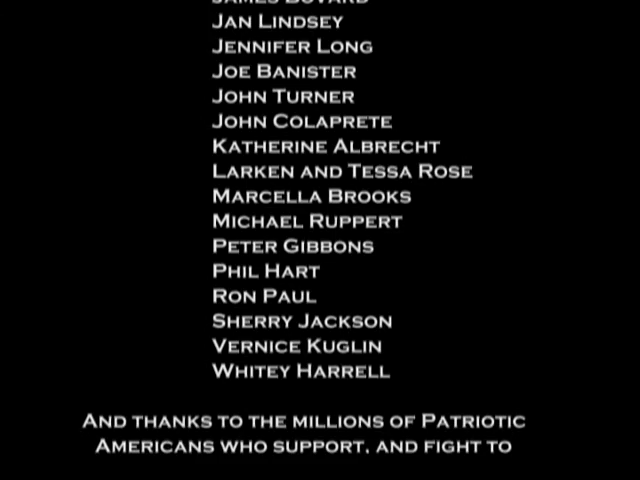 JAMES BOVARD
JAN LINDSEY
JENNIFER LONG
JOE BANISTER
JOHN TURNER
JOHN COLAPRETE
KATHERINE ALBRECHT
LARKEN AND TESSA ROSE
MARCELLA BROOKS
MICHAEL RUPPERT
PETER GIBBONS
PHIL HART
RON PAUL
SHERRY JACKSON
VERNICE KUGLIN
WHITEY HARRELL
AND THANKS TO THE MILLIONS OF PATRIOTIC
AMERICANS WHO SUPPORT, AND FIGHT TO